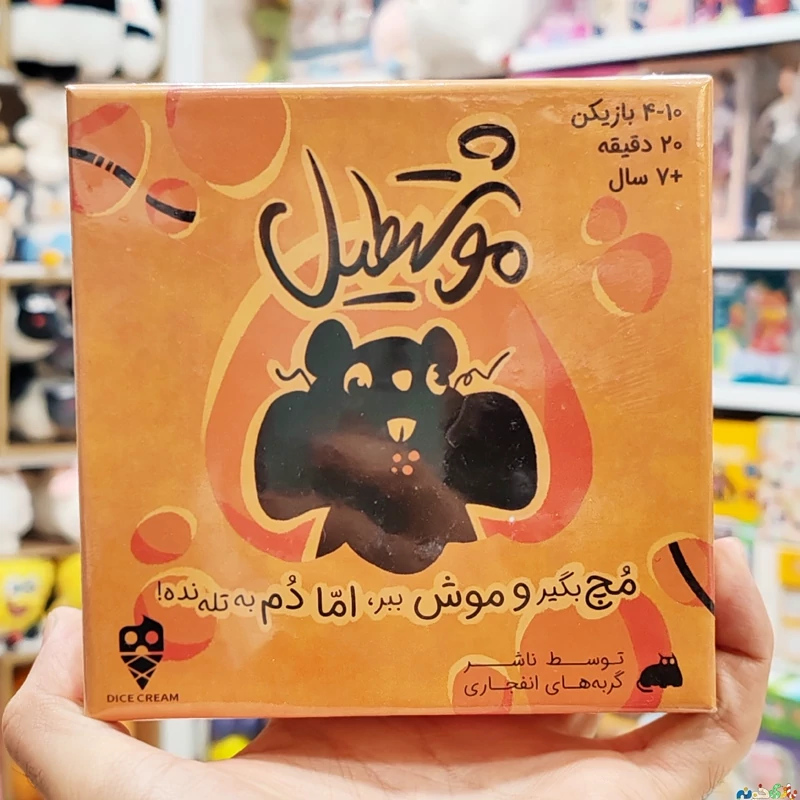 ۴-۱۰ بازیکن
۲۰ دقیقه
+۷ سال
موشتطیل
مُچ بگیر و موش ببر، امّا دُم به تله نده!
توسط ناشر
گربه‌های انفجاری
DICE CREAM